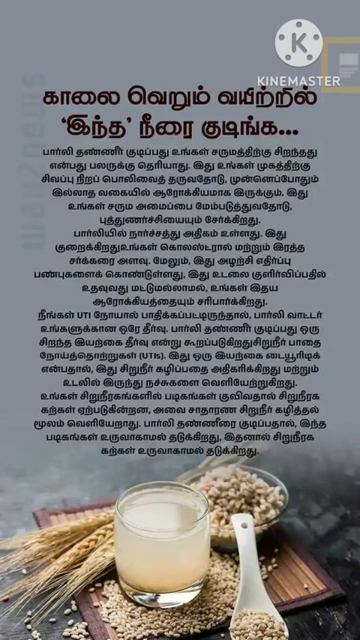 KINEMASTER
காலை வெறும் வயிற்றில்
'இந்த' நீரை குடிங்க...
பார்லி தண்ணீர் குடிப்பது உங்கள் சருமத்திற்கு சிறந்தது
என்பது பலருக்கு தெரியாது. இது உங்கள் முகத்திற்கு
சிவப்பு நிறப் பொலிவைத் தருவதோடு, முன்னெப்போதும்
இல்லாத வகையில் ஆரோக்கியமாக இருக்கும். இது
உங்கள் சரும அமைப்பை மேம்படுத்துவதோடு,
புத்துணர்ச்சியையும் சேர்க்கிறது.
பார்லியில் நார்ச்சத்து அதிகம் உள்ளது. இது
குறைக்கிறதுஉங்கள் கொலஸ்ட்ரால் மற்றும் இரத்த
சர்க்கரை அளவு. மேலும், இது அழற்சி எதிர்ப்பு
பண்புகளைக் கொண்டுள்ளது, இது உடலை குளிர்விப்பதில்
உதவுவது மட்டுமல்லாமல், உங்கள் இதய
ஆரோக்கியத்தையும் சரிபார்க்கிறது.
நீங்கள் UTI நோயால் பாதிக்கப்பட்டிருந்தால், பார்லி வாட்டர்
உங்களுக்கான ஒரே தீர்வு. பார்லி தண்ணீர் குடிப்பது ஒரு
சிறந்த இயற்கை தீர்வு என்று கூறப்படுகிறதுசிறுநீர் பாதை
நோய்த்தொற்றுகள் (UTIs). இது ஒரு இயற்கை டையூரிடிக்
என்பதால், இது சிறுநீர் கழிப்பதை அதிகரிக்கிறது மற்றும்
உடலில் இருந்து நச்சுகளை வெளியேற்றுகிறது.
உங்கள் சிறுநீரகங்களில் படிகங்கள் குவிவதால் சிறுநீரக
கற்கள் ஏற்படுகின்றன, அவை சாதாரண சிறுநீர் கழித்தல்
மூலம் வெளியேறாது. பார்லி தண்ணீரை குடிப்பதால், இந்த
படிகங்கள் உருவாகாமல் தடுக்கிறது, இதனால் சிறுநீரக
கற்கள் உருவாகாமல் தடுக்கிறது.